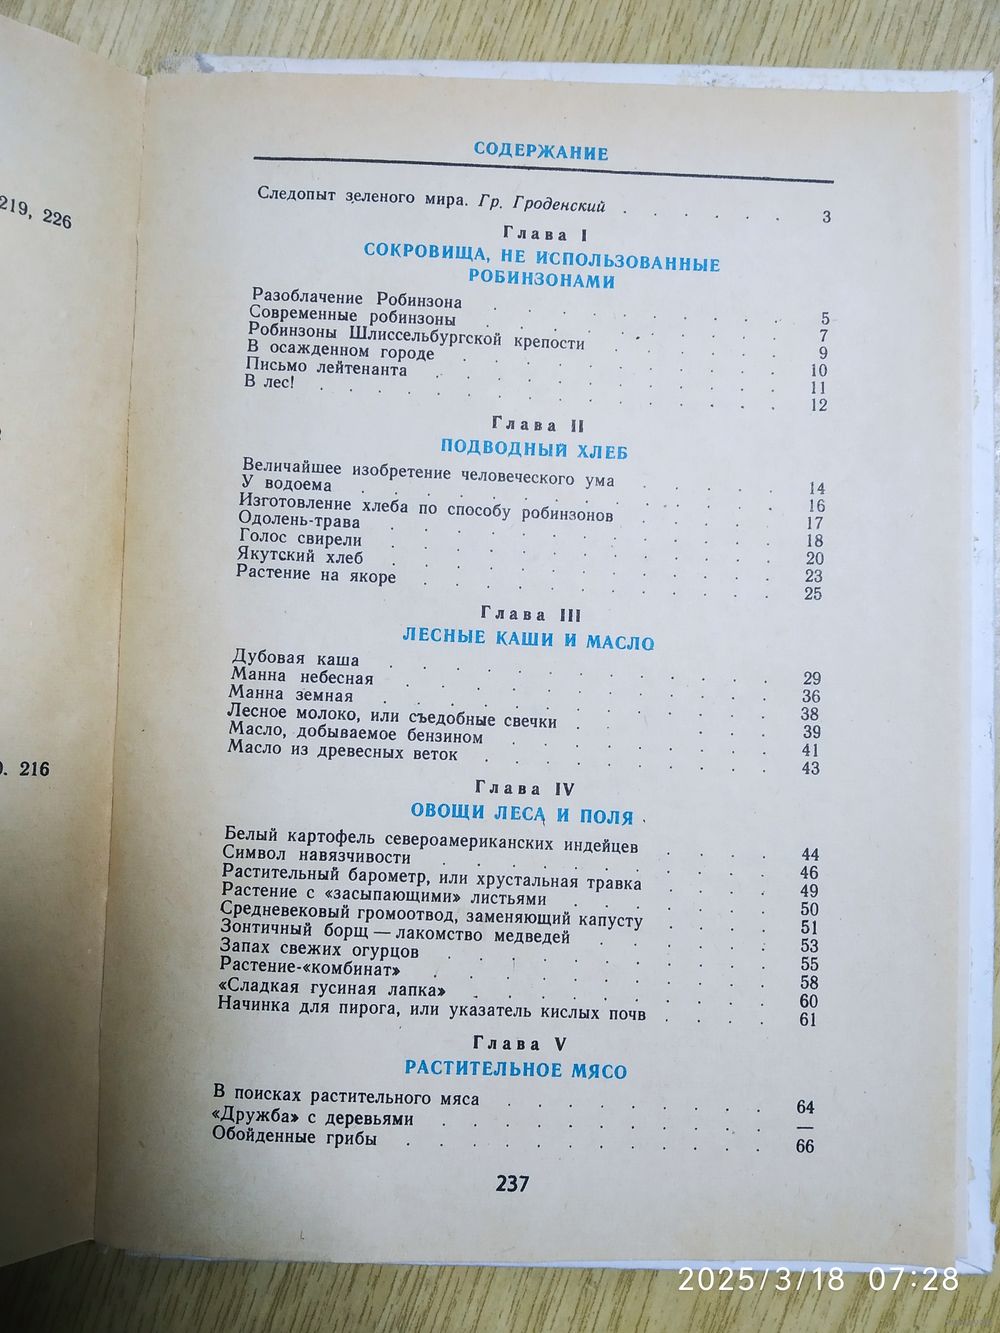 219, 226
0. 216
СОДЕРЖАНИЕ
Следопыт зеленого мира. Гр. Гроденский . . . . . . 3
Глава I
СОКРОВИЩА, НЕ ИСПОЛЬЗОВАННЫЕ
РОБИНЗОНАМИ
Разоблачение Робинзона . . . . . . 5
Современные робинзоны . . . . . . 7
Робинзоны Шлиссельбургской крепости . . . . . . 9
В осажденном городе . . . . . . 10
Письмо лейтенанта . . . . . . 11
В лес! . . . . . . 12
Глава II
ПОДВОДНЫЙ ХЛЕБ
Величайшее изобретение человеческого ума . . . . 14
У водоема . . . . . . 16
Изготовление хлеба по способу робинзонов . . . . 17
Одолень-трава . . . . . . 18
Голос свирели . . . . . . 20
Якутский хлеб . . . . . . 23
Растение на якоре . . . . . . 25
Глава III
ЛЕСНЫЕ КАШИ И МАСЛО
Дубовая каша . . . . . . 29
Манна небесная . . . . . . 36
Манна земная . . . . . . 38
Лесное молоко, или съедобные свечки . . . . . . 39
Масло, добываемое бензином . . . . . . 41
Масло из древесных веток . . . . . . 43
Глава IV
ОВОЩИ ЛЕСА И ПОЛЯ
Белый картофель североамериканских индейцев . . . . 44
Символ навязчивости . . . . . . 46
Растительный барометр, или хрустальная травка . . . . 49
Растение с «засыпающими» листьями . . . . . . 50
Средневековый громоотвод, заменяющий капусту . . . . 51
Зонтичный борщ — лакомство медведей . . . . . 53
Запах свежих огурцов . . . . . . 55
Растение-«комбинат» . . . . . . 58
«Сладкая гусиная лапка» . . . . . . 60
Начинка для пирога, или указатель кислых почв . . . . 61
Глава V
РАСТИТЕЛЬНОЕ МЯСО
В поисках растительного мяса . . . . . . 64
«Дружба» с деревьями . . . . . . —
Обойденные грибы . . . . . . 66
237
2025/3/18 07:28